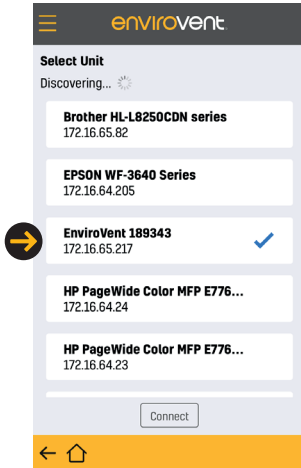 envirovent
Select Unit
Discovering...
Brother HL-L8250CDN series
172.16.65.82
EPSON WF-3640 Series
172.16.64.205
EnviroVent 189343
172.16.65.217
HP PageWide Color MFP E776...
172.16.64.24
HP PageWide Color MFP E776...
172.16.64.23
Connect